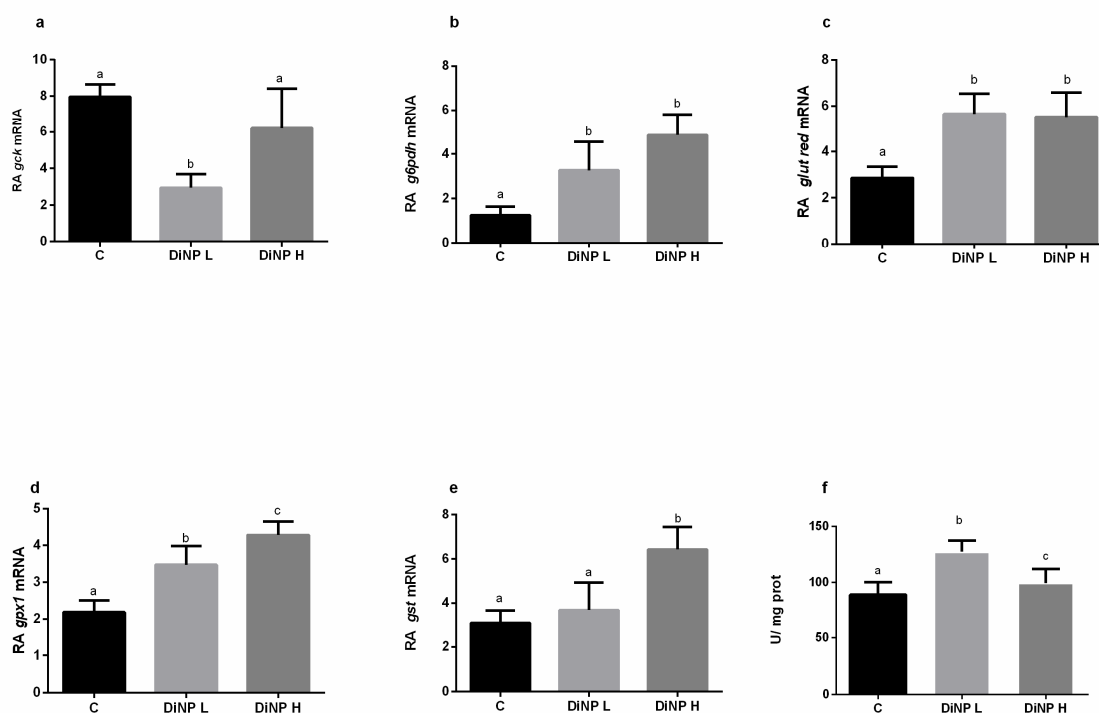 a
RA gck mRNA
10
8
6
4
2
0
a
b
a
C DiNP L DiNP H
b
RA g6pdh mRNA
8
6
4
2
0
a
b
b
C DiNP L DiNP H
c
RA glut red mRNA
8
6
4
2
0
a
b
b
C DiNP L DiNP H
d
RA gpx1 mRNA
5
4
3
2
1
0
a
b
c
C DiNP L DiNP H
e
RA gst mRNA
8
6
4
2
0
a
a
b
C DiNP L DiNP H
f
U/ mg prot
150
100
50
0
a
b
c
C DiNP L DiNP H